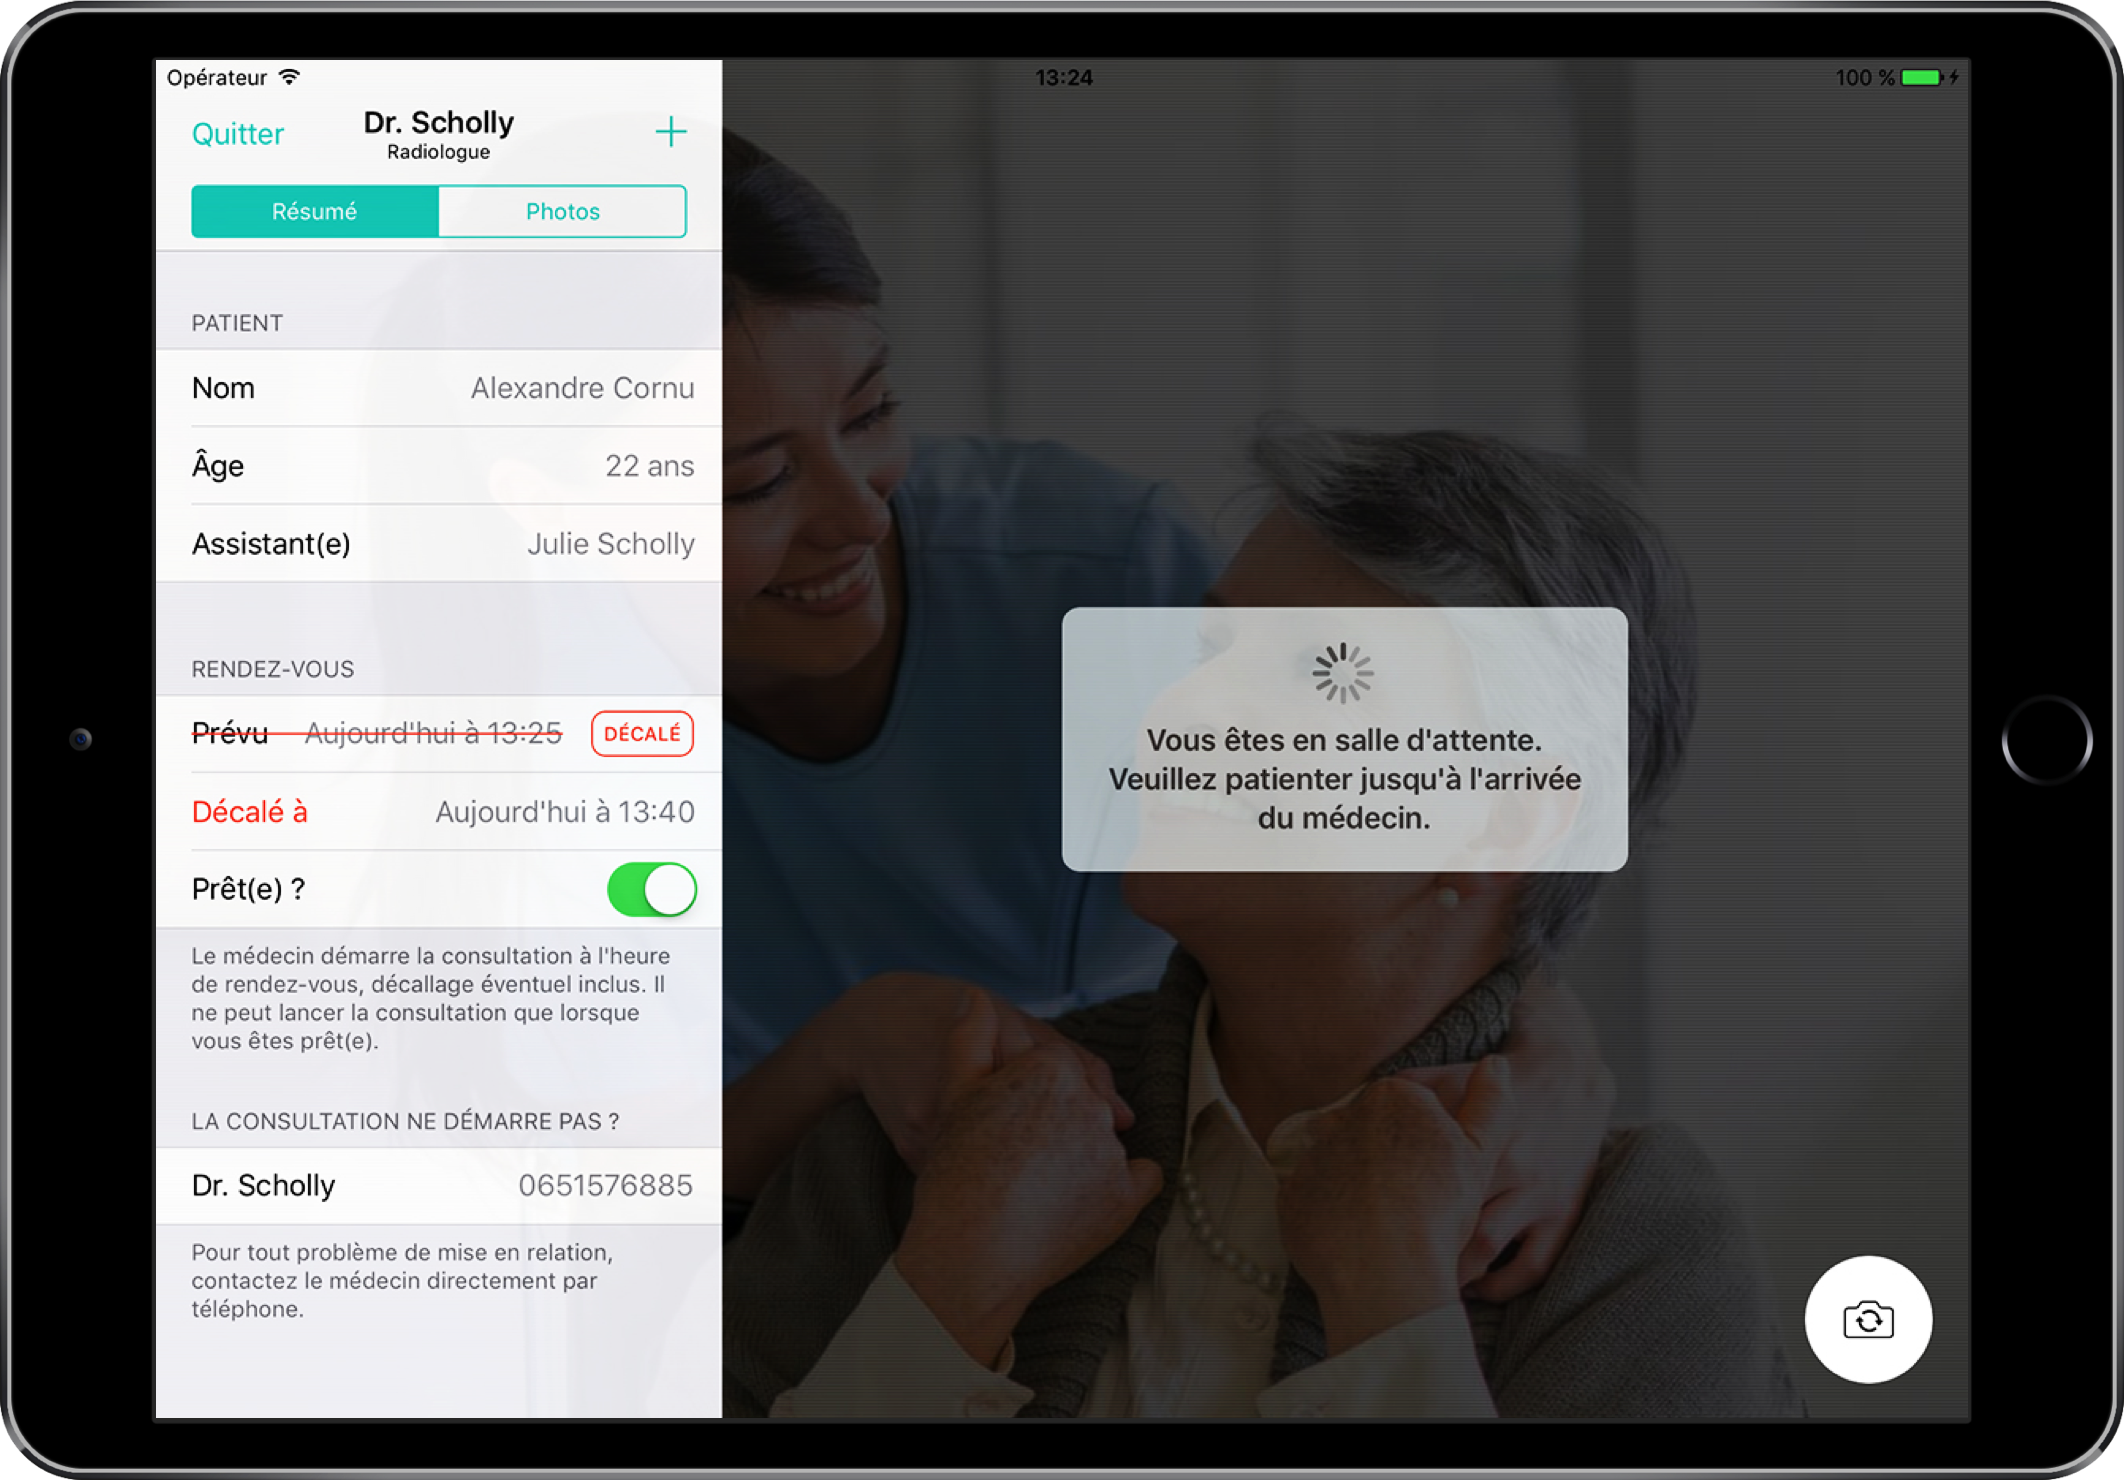 Opérateur
13:24
100 %
Quitter
Dr. Scholly
Radiologue
Résumé
Photos
PATIENT
Nom Alexandre Cornu
Âge 22 ans
Assistant(e) Julie Scholly
RENDEZ-VOUS
Prévu Aujourd'hui à 13:25 DÉCALÉ
Décalé à Aujourd'hui à 13:40
Prêt(e) ?
Le médecin démarre la consultation à l'heure
de rendez-vous, décallage éventuel inclus. Il
ne peut lancer la consultation que lorsque
vous êtes prêt(e).
LA CONSULTATION NE DÉMARRE PAS ?
Dr. Scholly 0651576885
Pour tout problème de mise en relation,
contactez le médecin directement par
téléphone.
Vous êtes en salle d'attente.
Veuillez patienter jusqu'à l'arrivée
du médecin.